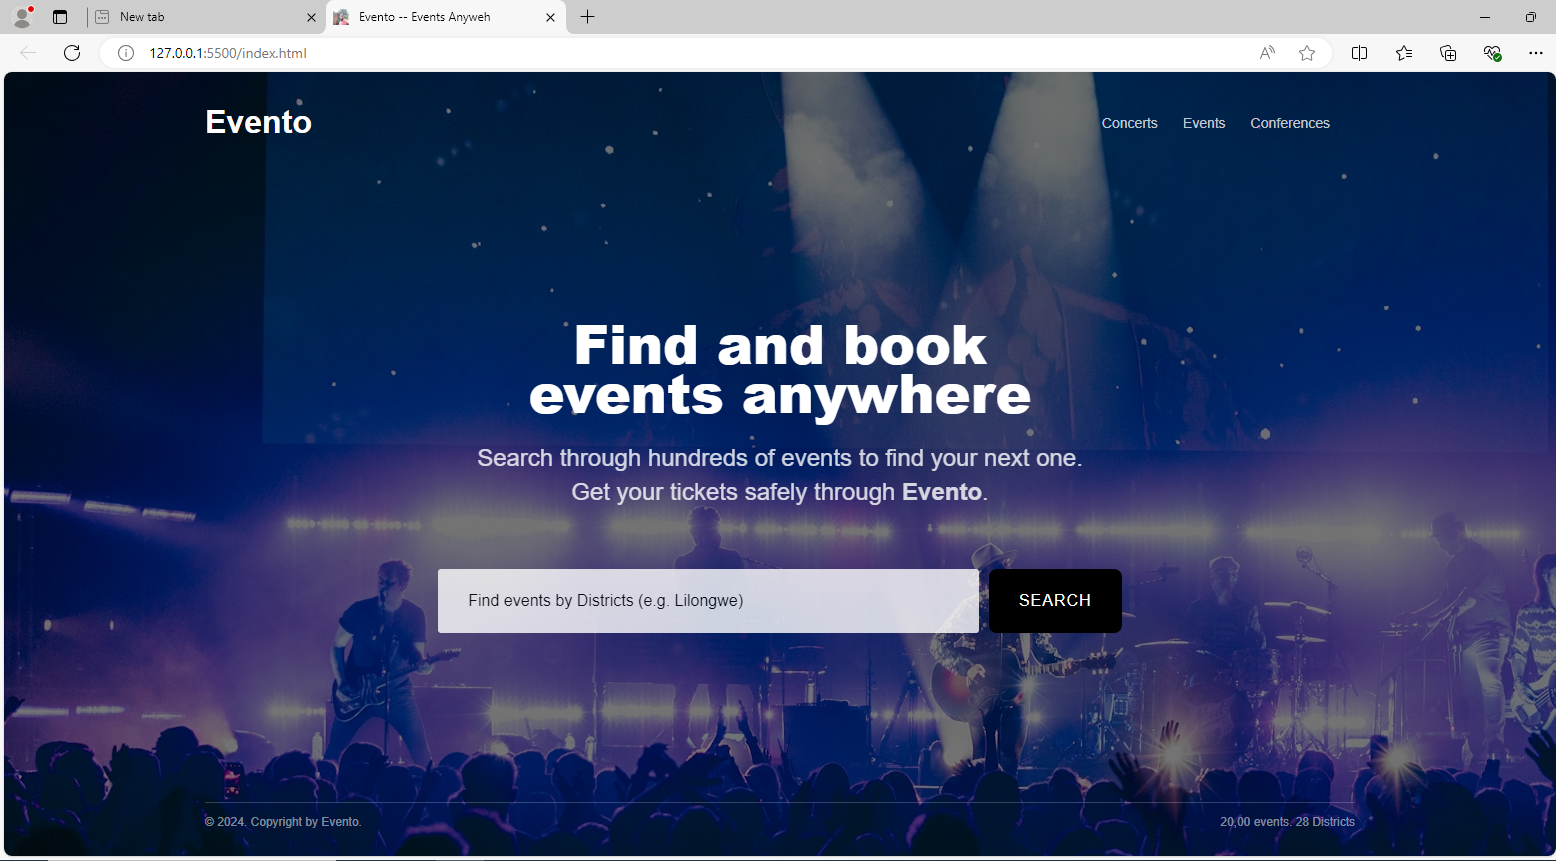 New tab
Evento -- Events Anyweh
127.0.0.1:5500/index.html
Evento
Concerts Events Conferences
Find and book
events anywhere
Search through hundreds of events to find your next one.
Get your tickets safely through Evento.
Find events by Districts (e.g. Lilongwe)
SEARCH
© 2024. Copyright by Evento.
20,00 events. 28 Districts